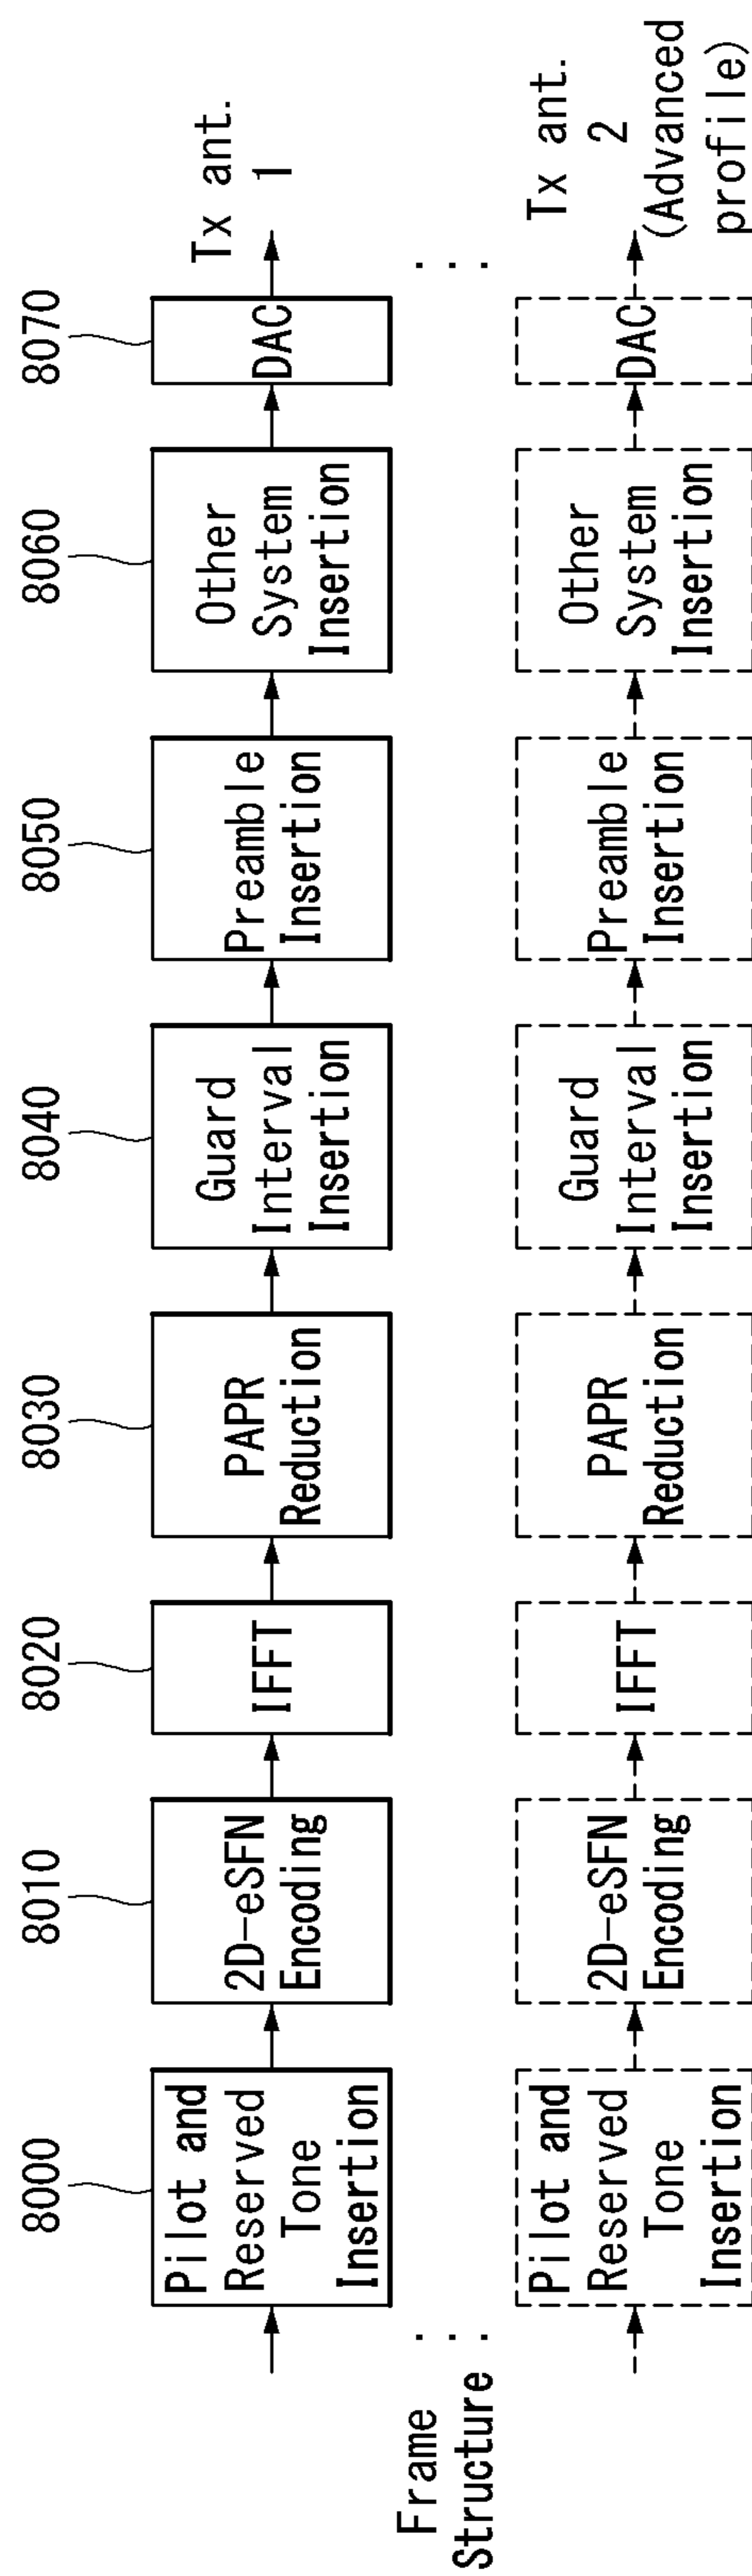 8000
8010
8020
8030
8040
8050
8060
8070
Pilot and
Reserved
Tone
Insertion
2D-eSFN
Encoding
IFFT
PAPR
Reduction
Guard
Interval
Insertion
Preamble
Insertion
Other
System
Insertion
DAC
Tx ant.
1
Frame
Structure
...
...
Pilot and
Reserved
Tone
Insertion
2D-eSFN
Encoding
IFFT
PAPR
Reduction
Guard
Interval
Insertion
Preamble
Insertion
Other
System
Insertion
DAC
Tx ant.
2
(Advanced
profile)